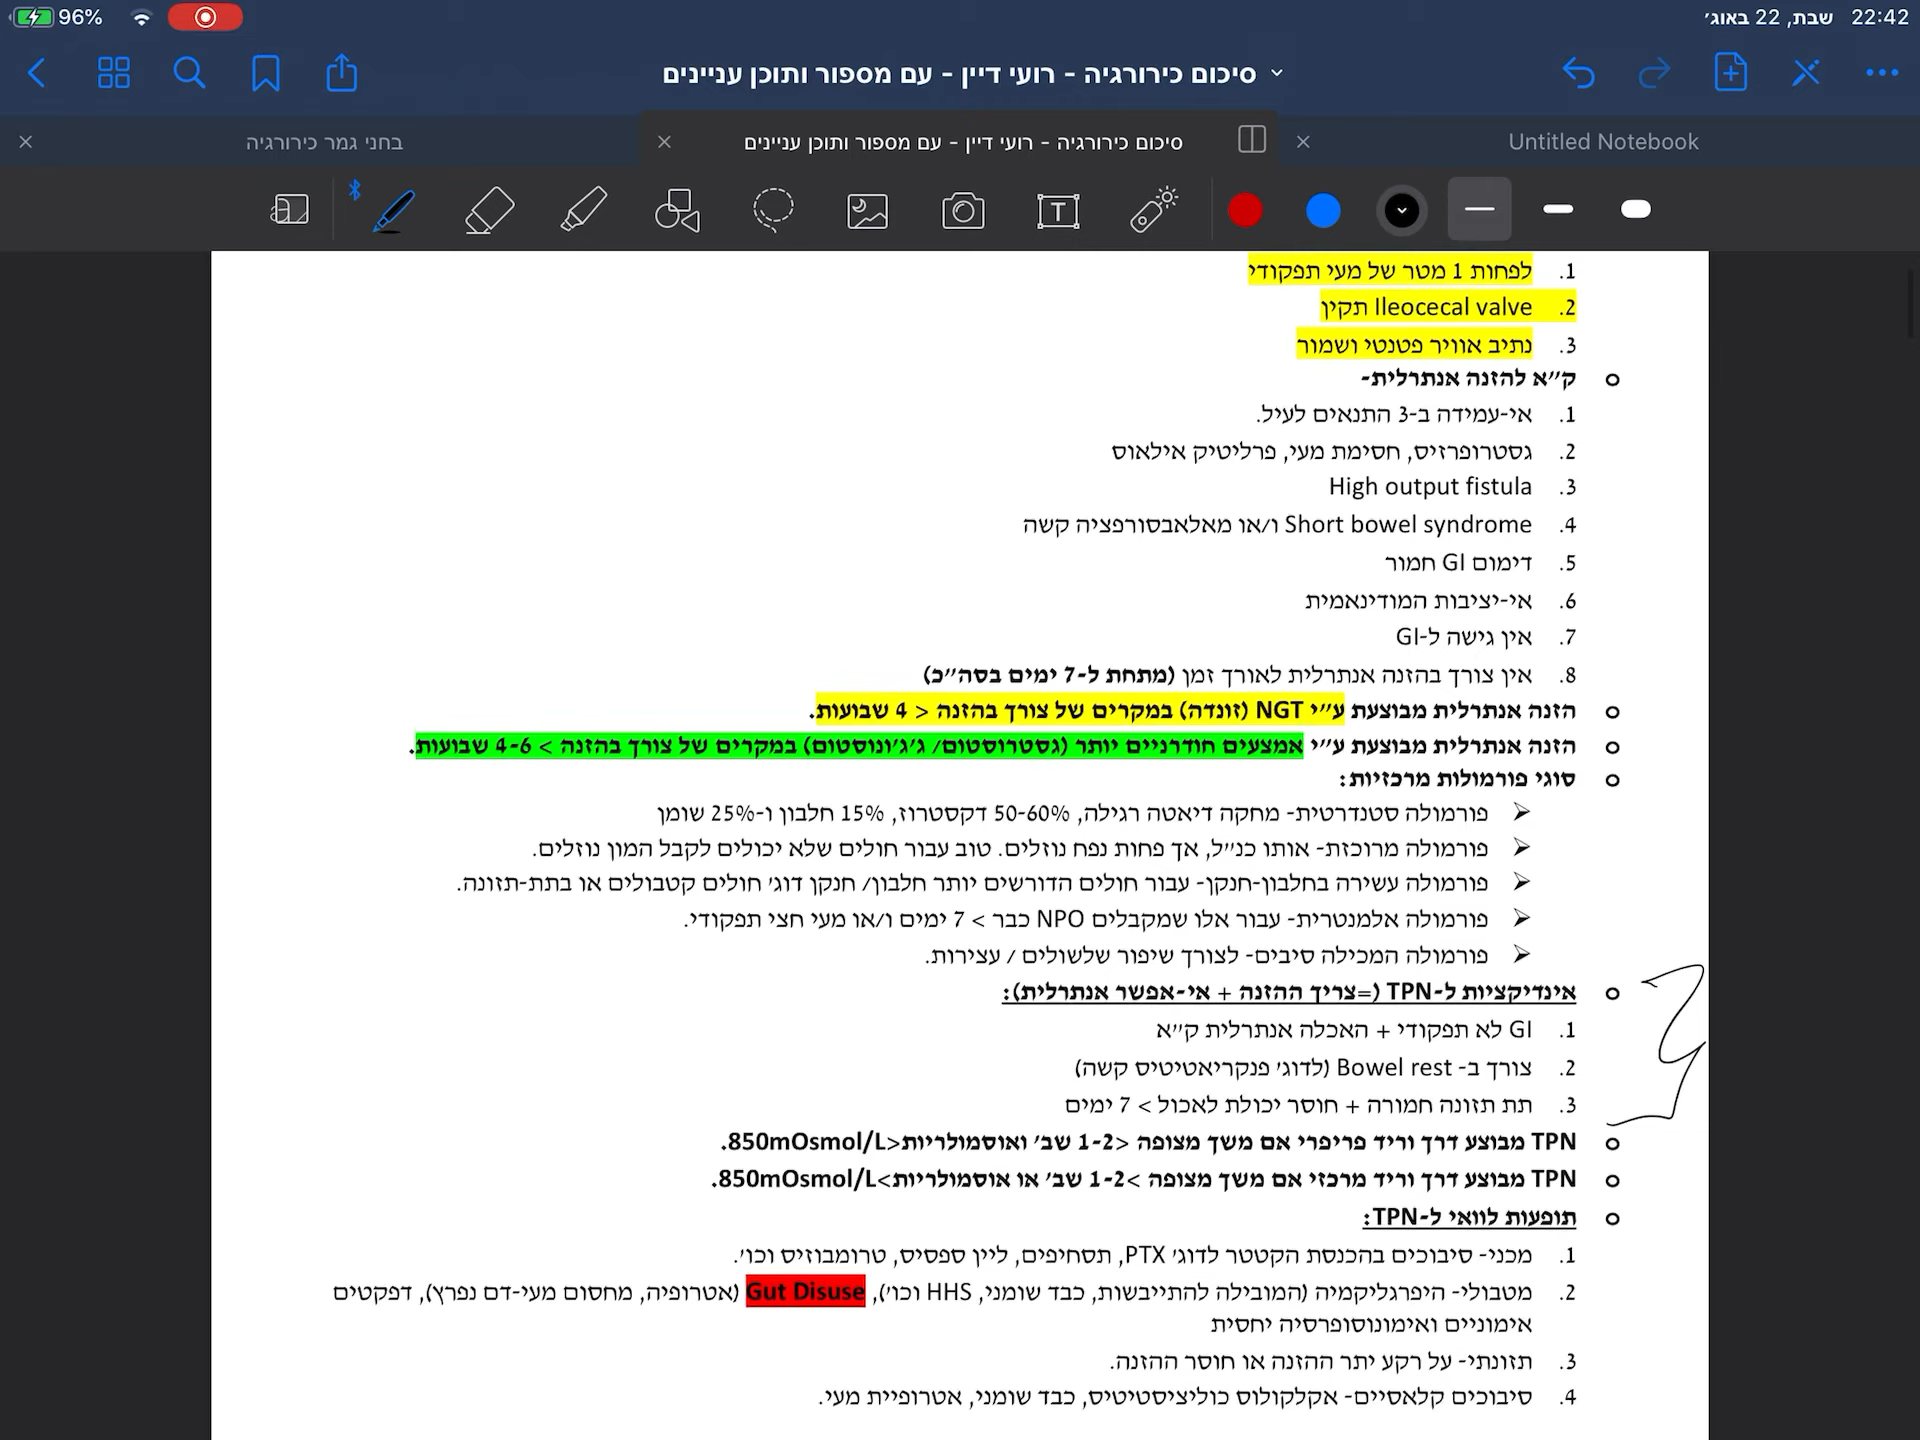 96%
שבת, 22 באוג׳ 22:42
סיכום כירורגיה - רועי דיין - עם מספור ותוכן עניינים
בחני גמר כירורגיה
סיכום כירורגיה - רועי דיין - עם מספור ותוכן עניינים
Untitled Notebook
1. לפחות 1 מטר של מעי תפקודי
2. Ileocecal valve תקין
3. נתיב אוויר פטנטי ושמור
o ק״א להזנה אנתרלית-
1. אי-עמידה ב-3 התנאים לעיל.
2. גסטרופרזיס, חסימת מעי, פרליטיק אילאוס
3. High output fistula
4. Short bowel syndrome ו/או מאלאבסורפציה קשה
5. דימום GI חמור
6. אי-יציבות המודינאמית
7. אין גישה ל-GI
8. אין צורך בהזנה אנתרלית לאורך זמן (מתחת ל-7 ימים בסה״כ)
o הזנה אנתרלית מבוצעת ע״י NGT (זונדה) במקרים של צורך בהזנה < 4 שבועות.
o הזנה אנתרלית מבוצעת ע״י אמצעים חודרניים יותר (גסטרוסטום/ ג׳ג׳ונוסטום) במקרים של צורך בהזנה > 4-6 שבועות.
o סוגי פורמולות מרכזיות:
➢ פורמולה סטנדרטית- מחקה דיאטה רגילה, 50-60% דקסטרוז, 15% חלבון ו-25% שומן
➢ פורמולה מרוכזת- אותו כנ״ל, אך פחות נפח נוזלים. טוב עבור חולים שלא יכולים לקבל המון נוזלים.
➢ פורמולה עשירה בחלבון-חנקן- עבור חולים הדורשים יותר חלבון/ חנקן דוג׳ חולים קטבולים או בתת-תזונה.
➢ פורמולה אלמנטרית- עבור אלו שמקבלים NPO כבר > 7 ימים ו/או מעי חצי תפקודי.
➢ פורמולה המכילה סיבים- לצורך שיפור שלשולים / עצירות.
o אינדיקציות ל-TPN (=צריך ההזנה + אי-אפשר אנתרלית):
1. GI לא תפקודי + האכלה אנתרלית ק״א
2. צורך ב- Bowel rest (לדוג׳ פנקריאטיטיס קשה)
3. תת תזונה חמורה + חוסר יכולת לאכול > 7 ימים
o TPN מבוצע דרך וריד פריפרי אם משך מצופה <1-2 שב׳ ואוסמולריות<850mOsmol/L.
o TPN מבוצע דרך וריד מרכזי אם משך מצופה >1-2 שב׳ או אוסמולריות>850mOsmol/L.
o תופעות לוואי ל-TPN:
1. מכני- סיבוכים בהכנסת הקטטר לדוג׳ PTX, תסחיפים, ליין ספסיס, טרומבוזיס וכו׳.
2. מטבולי- היפרגליקמיה (המובילה להתייבשות, כבד שומני, HHS וכו׳), Gut Disuse (אטרופיה, מחסום מעי-דם נפרץ), דפקטים
אימוניים ואימונוסופרסיה יחסית
3. תזונתי- על רקע יתר ההזנה או חוסר ההזנה.
4. סיבוכים קלאסיים- אקלקולוס כוליציסטיטיס, כבד שומני, אטרופיית מעי.